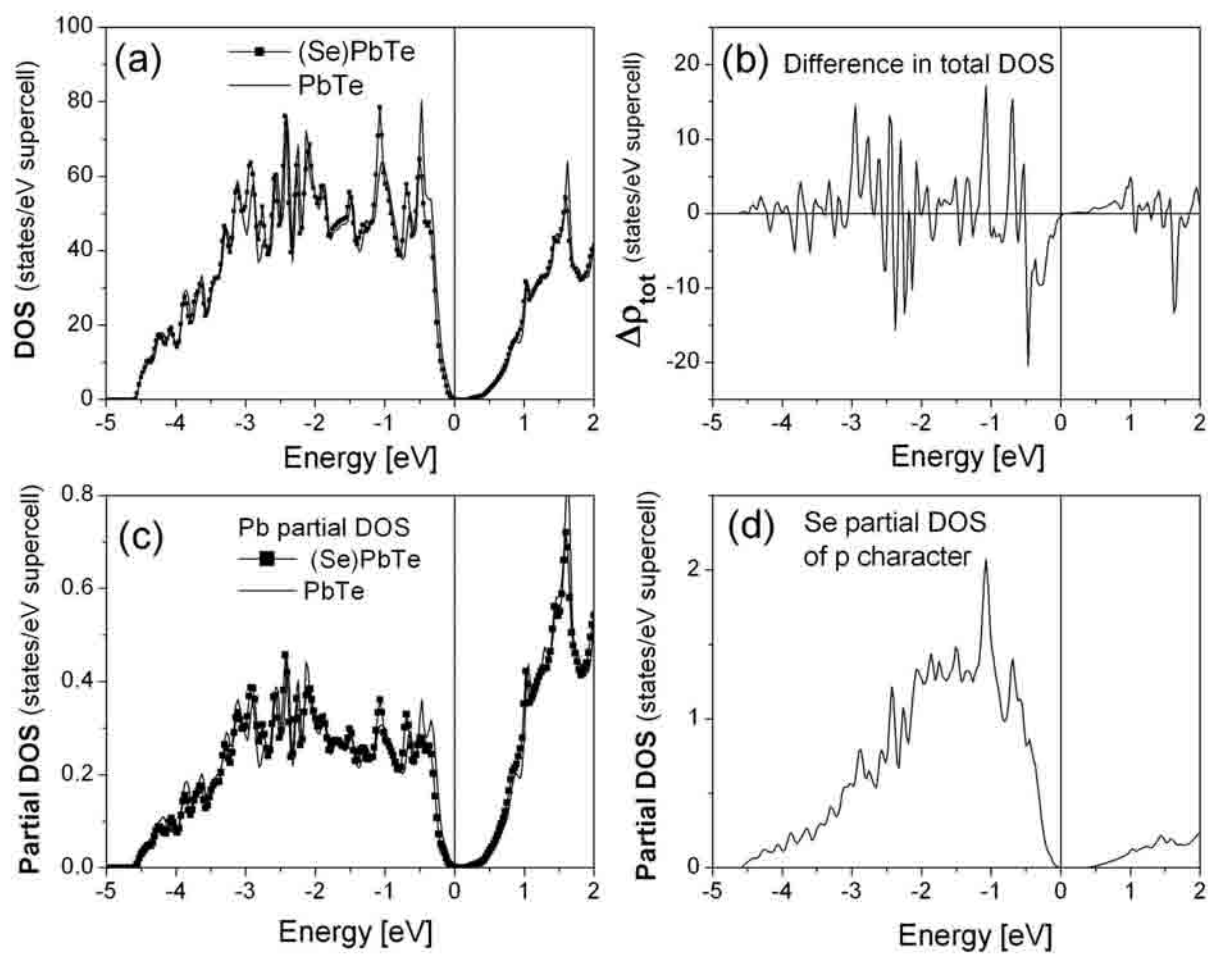 (a)
(Se)PbTe
PbTe
100
80
60
40
20
0
DOS (states/eV supercell)
-5 -4 -3 -2 -1 0 1 2
Energy [eV]
(b)
Difference in total DOS
20
10
0
-10
-20
Δρtot (states/eV supercell)
-5 -4 -3 -2 -1 0 1 2
Energy [eV]
(c)
Pb partial DOS
(Se)PbTe
PbTe
0.8
0.6
0.4
0.2
0.0
Partial DOS (states/eV supercell)
-5 -4 -3 -2 -1 0 1 2
Energy [eV]
(d)
Se partial DOS
of p character
2
1
0
Partial DOS (states/eV supercell)
-5 -4 -3 -2 -1 0 1 2
Energy [eV]